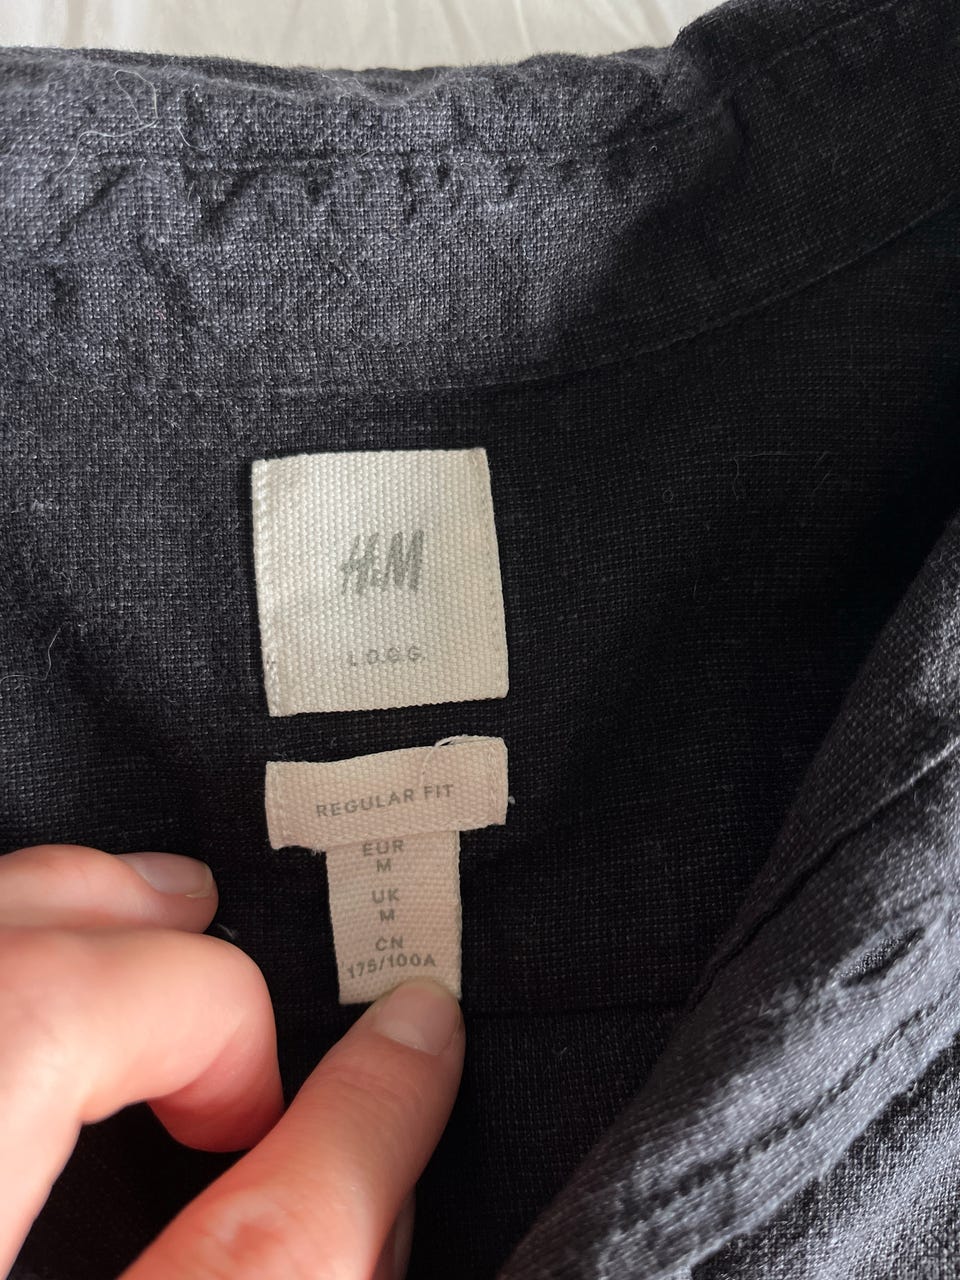 H&M
L.O.G.G.
REGULAR FIT
EUR
M
UK
M
CN
175/100A